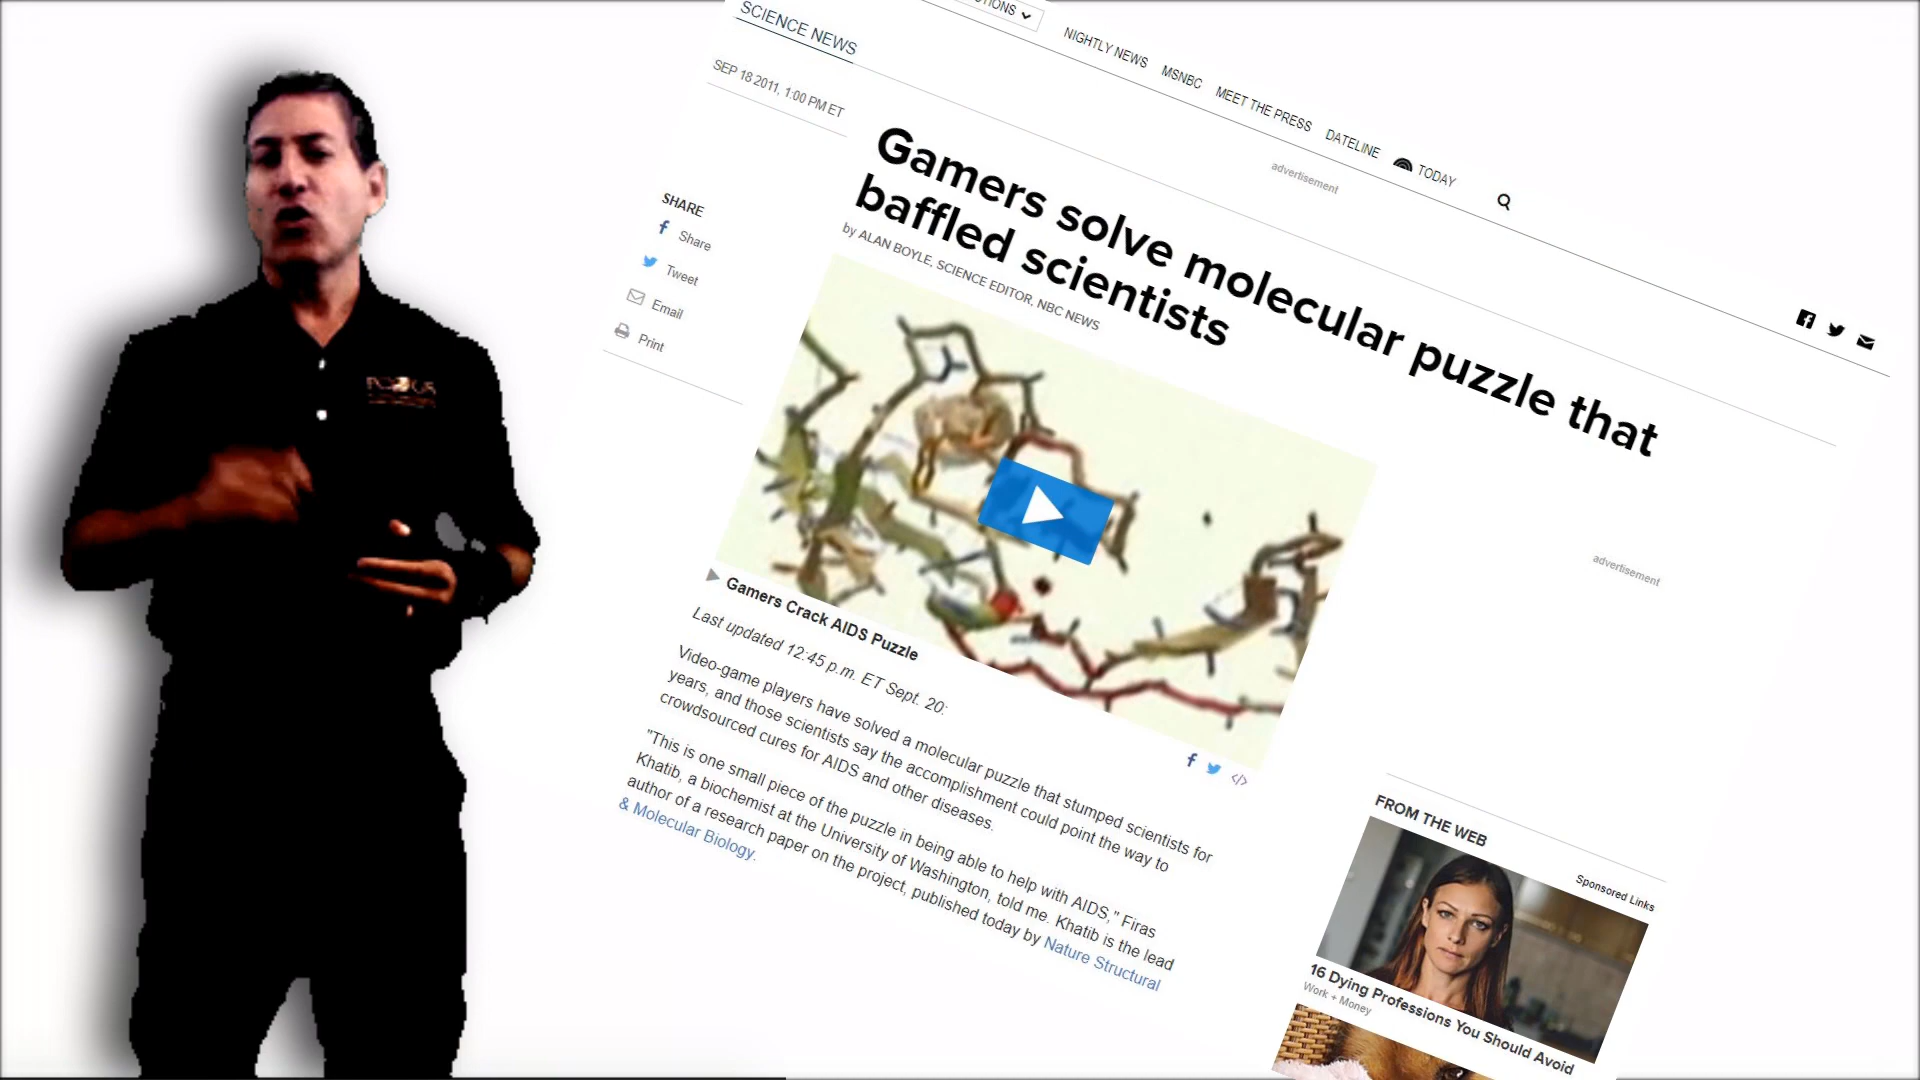 NIGHTLY NEWS MSNBC MEET THE PRESS DATELINE TODAY
SCIENCE NEWS
SEP 18 2011, 1:00 PM ET
advertisement
Gamers solve molecular puzzle that
baffled scientists
by ALAN BOYLE, SCIENCE EDITOR, NBC NEWS
SHARE
Share
Tweet
Email
Print
Gamers Crack AIDS Puzzle
Last updated 12:45 p.m. ET Sept. 20:
Video-game players have solved a molecular puzzle that stumped scientists for
years, and those scientists say the accomplishment could point the way to
crowdsourced cures for AIDS and other diseases.
"This is one small piece of the puzzle in being able to help with AIDS," Firas
Khatib, a biochemist at the University of Washington, told me. Khatib is the lead
author of a research paper on the project, published today by Nature Structural
& Molecular Biology.
advertisement
FROM THE WEB
Sponsored Links
16 Dying Professions You Should Avoid
Work + Money